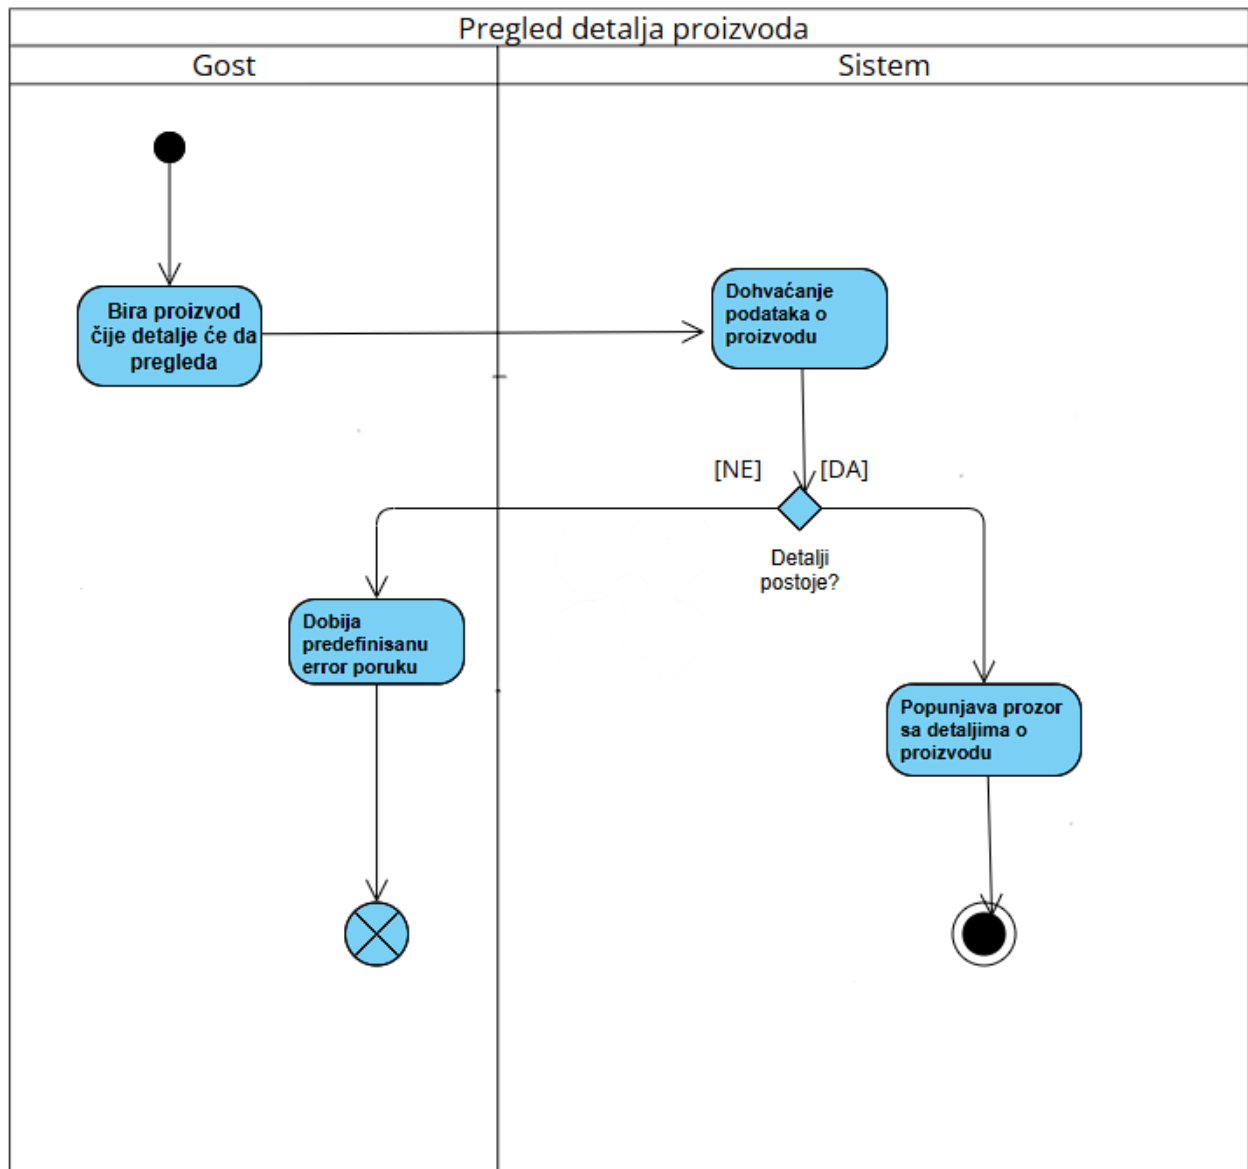 Pregled detalja proizvoda
Gost
Sistem
Bira proizvod
čije detalje će da
pregleda
Dohvaćanje
podataka o
proizvodu
[NE]
[DA]
Detalji
postoje?
Dobija
predefinisanu
error poruku
Popunjava prozor
sa detaljima o
proizvodu